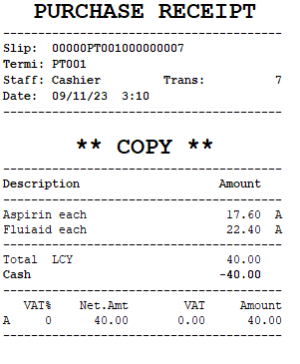 PURCHASE RECEIPT
Slip: 00000PT001000000007
Termi: PT001
Staff: Cashier Trans: 7
Date: 09/11/23 3:10
** COPY **
Description Amount
Aspirin each 17.60 A
Fluiaid each 22.40 A
Total LCY 40.00
Cash -40.00
VAT% Net.Amt VAT Amount
A 0 40.00 0.00 40.00